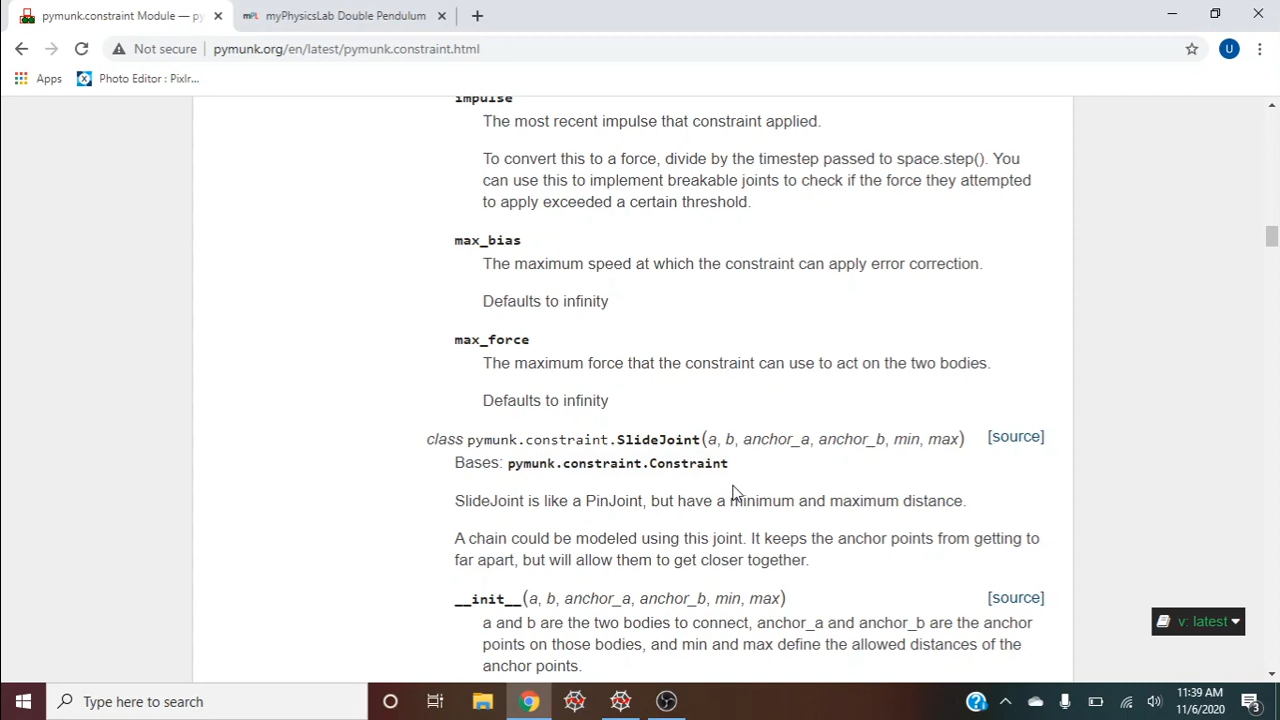 pymunk.constraint Module — py
myPhysicsLab Double Pendulum
Not secure
pymunk.org/en/latest/pymunk.constraint.html
U
Apps
Photo Editor : Pixlr...
impulse
The most recent impulse that constraint applied.
To convert this to a force, divide by the timestep passed to space.step(). You
can use this to implement breakable joints to check if the force they attempted
to apply exceeded a certain threshold.
max_bias
The maximum speed at which the constraint can apply error correction.
Defaults to infinity
max_force
The maximum force that the constraint can use to act on the two bodies.
Defaults to infinity
class pymunk.constraint.SlideJoint(a, b, anchor_a, anchor_b, min, max) [source]
Bases: pymunk.constraint.Constraint
SlideJoint is like a PinJoint, but have a minimum and maximum distance.
A chain could be modeled using this joint. It keeps the anchor points from getting to
far apart, but will allow them to get closer together.
__init__(a, b, anchor_a, anchor_b, min, max) [source]
a and b are the two bodies to connect, anchor_a and anchor_b are the anchor
points on those bodies, and min and max define the allowed distances of the
anchor points.
v: latest
Type here to search
11:39 AM
11/6/2020
3